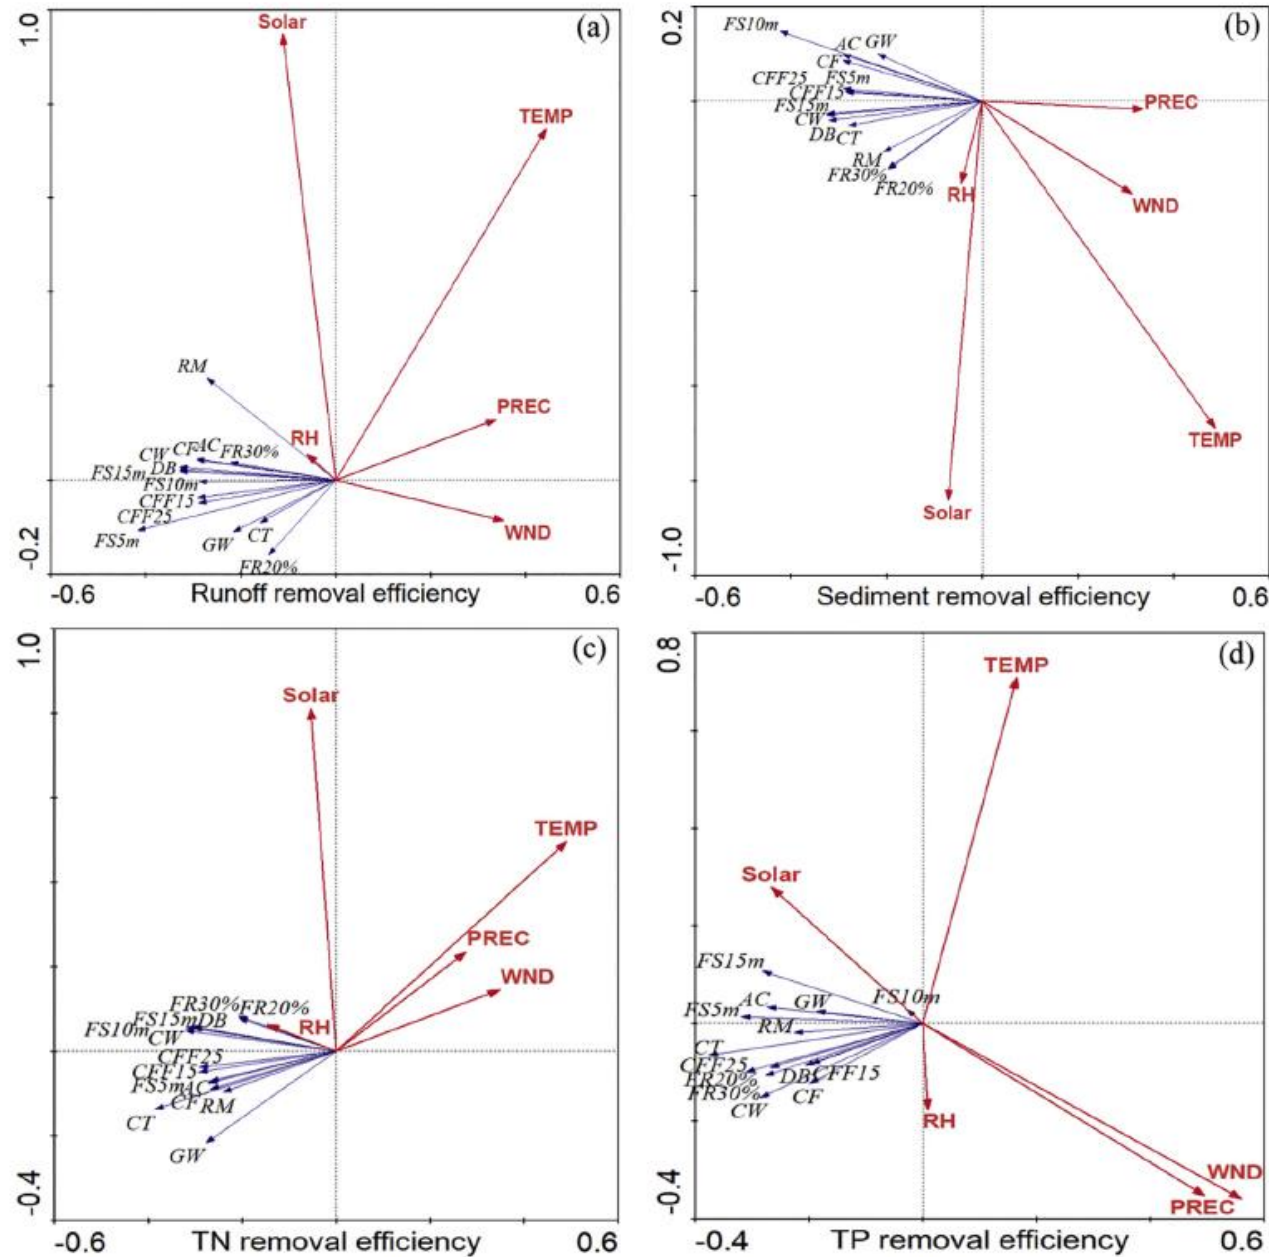 1.0
Solar
(a)
TEMP
RM
PREC
RH
CW CF AC FR30%
FS15m DB
FS10m
CFF15
CFF25
FS5m
GW
CT
WND
FR20%
-0.2
-0.6
Runoff removal efficiency
0.6
0.2
FS10m
(b)
AC GW
CF
CFF25 FS5m
CFF15
FS15m
CW
DB CT
RM
FR30%
FR20%
PREC
RH
WND
TEMP
Solar
-1.0
-0.6
Sediment removal efficiency
0.6
1.0
(c)
Solar
TEMP
PREC
WND
FR30% FR20%
FS15m DB
FS10m
CW
RH
CFF25
CFF15
FS5m AC
CF RM
CT
GW
-0.4
-0.6
TN removal efficiency
0.6
0.8
(d)
TEMP
Solar
FS15m
AC GW FS10m
FS5m
RM
CT
CFF25
FR20% DB CFF15
FR30%
CW CF
RH
WND
PREC
-0.4
-0.4
TP removal efficiency
0.6